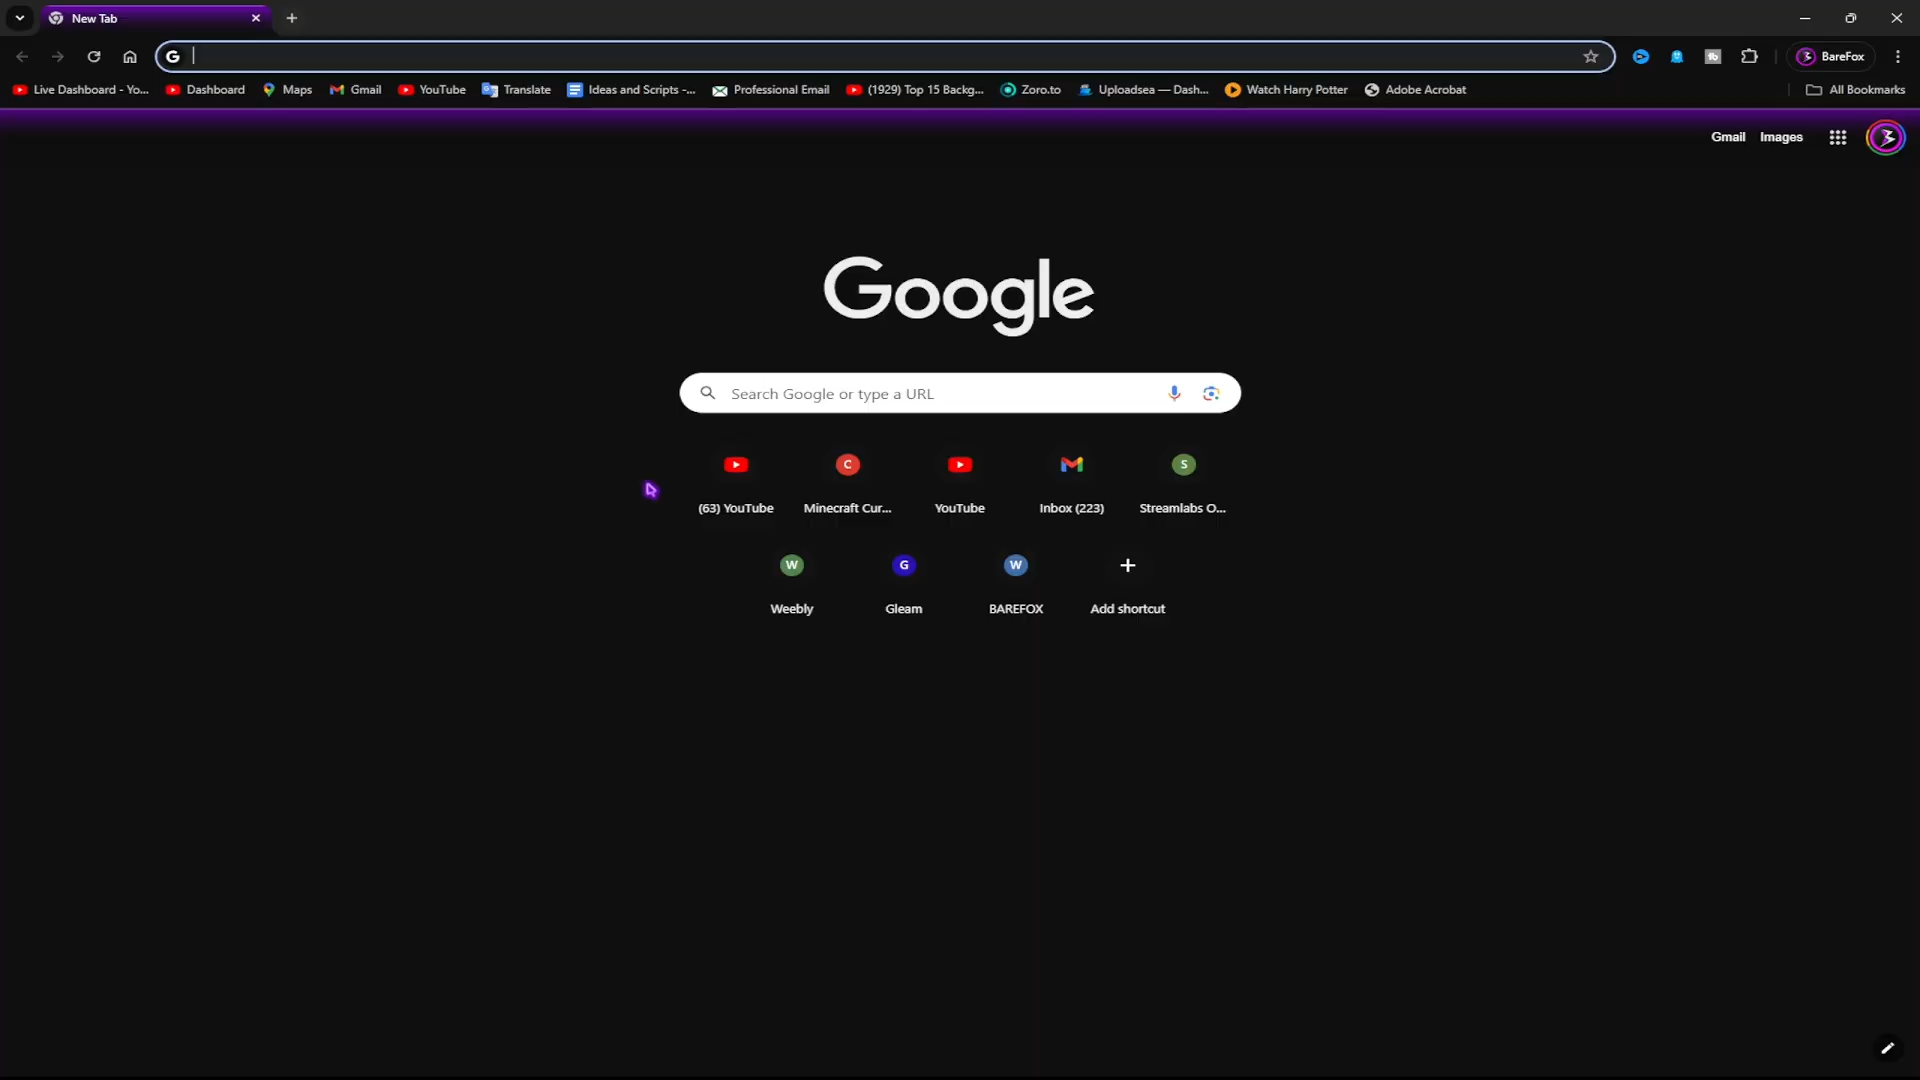 New Tab
BareFox
Live Dashboard - Yo...
Dashboard
Maps
Gmail
YouTube
Translate
Ideas and Scripts -...
Professional Email
(1929) Top 15 Backg...
Zoro.to
Uploadsea — Dash...
Watch Harry Potter
Adobe Acrobat
All Bookmarks
Gmail
Images
Google
Search Google or type a URL
(63) YouTube
Minecraft Cur...
YouTube
Inbox (223)
Streamlabs O...
Weebly
Gleam
BAREFOX
Add shortcut